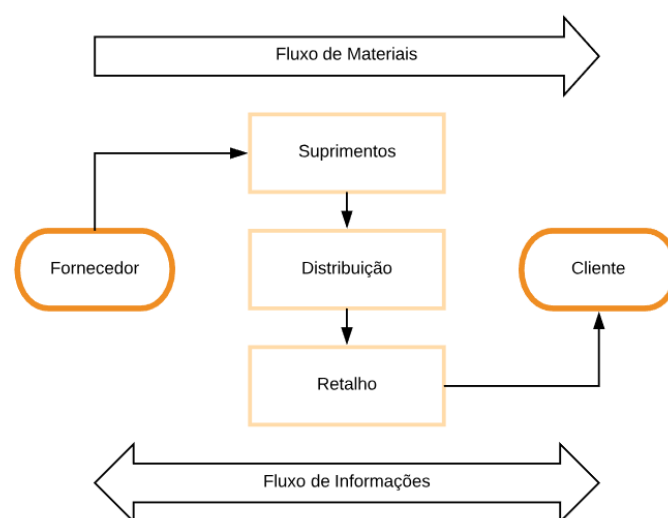 Fluxo de Materiais
Suprimentos
Fornecedor
Distribuição
Cliente
Retalho
Fluxo de Informações